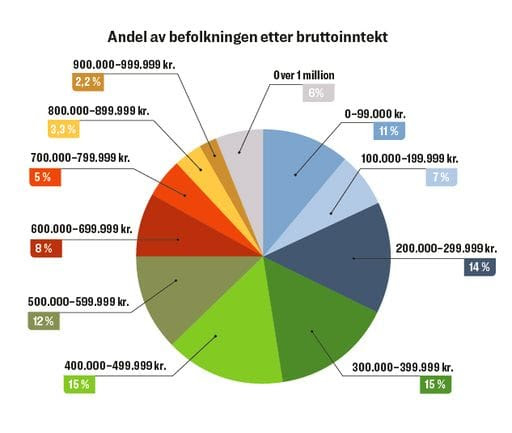 Andel av befolkningen etter bruttoinntekt
900.000–999.999 kr.
2,2 %
Over 1 million
6%
800.000–899.999 kr.
3,3 %
0–99.000 kr.
11 %
700.000–799.999 kr.
5 %
100.000–199.999 kr.
7 %
600.000–699.999 kr.
8 %
200.000–299.999 kr.
14 %
500.000–599.999 kr.
12 %
400.000–499.999 kr.
15 %
300.000–399.999 kr.
15 %